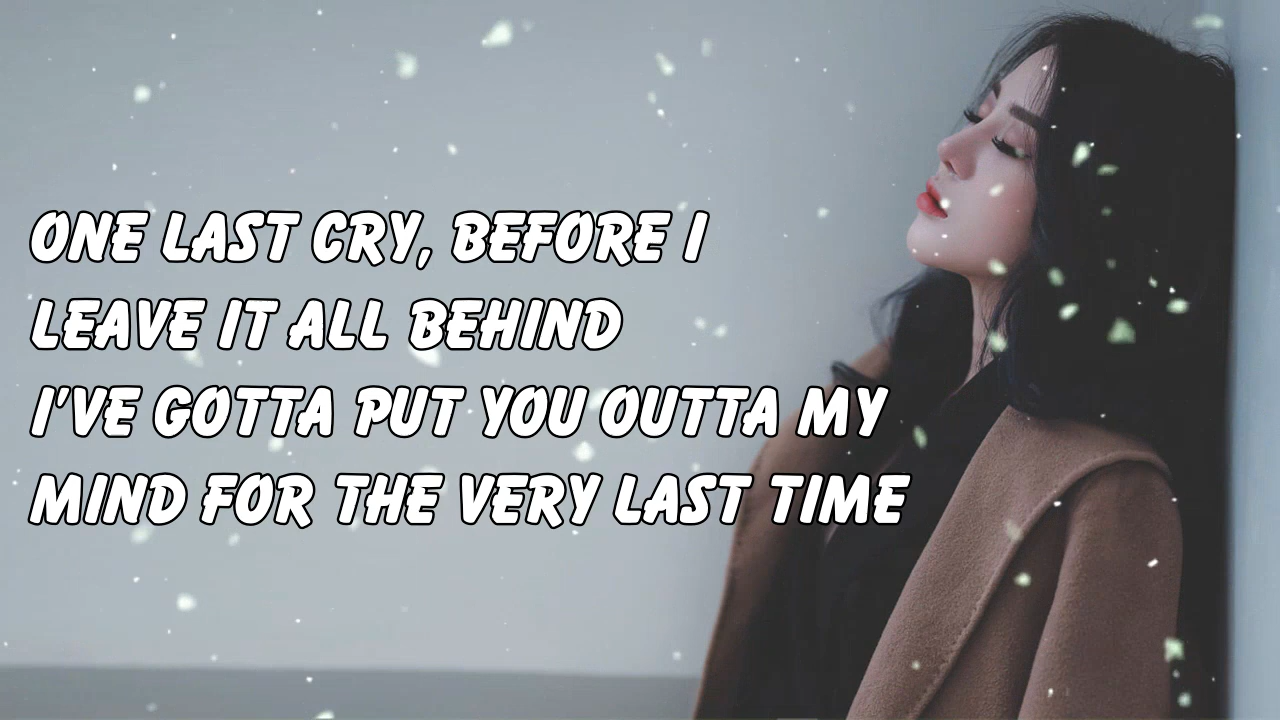 ONE LAST CRY, BEFORE I
LEAVE IT ALL BEHIND
I'VE GOTTA PUT YOU OUTTA MY
MIND FOR THE VERY LAST TIME